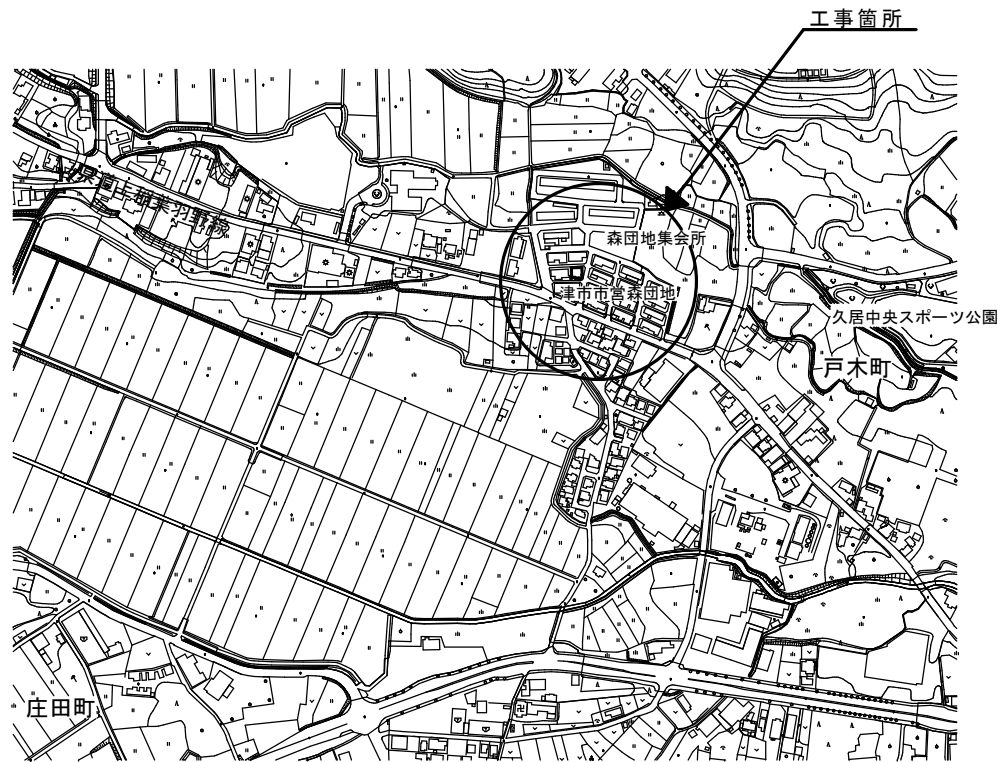 工事箇所
森団地集会所
津市市営森団地
久居中央スポーツ公園
戸木町
庄田町